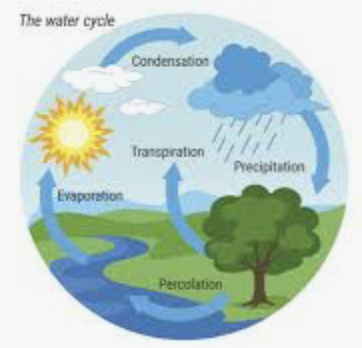 The water cycle
Condensation
Transpiration
Precipitation
Evaporation
Percolation